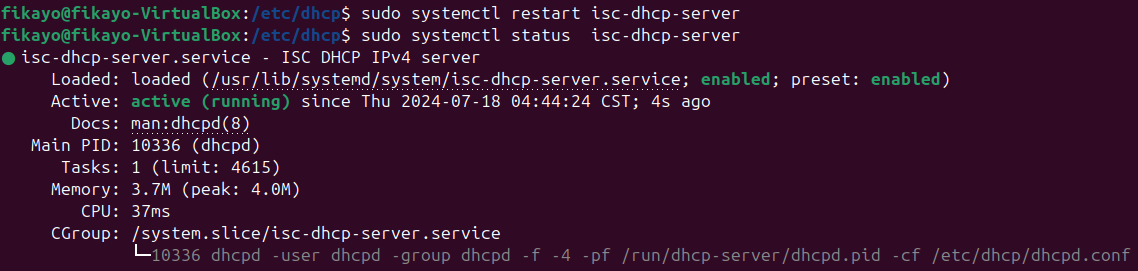 fikayo@fikayo-VirtualBox:/etc/dhcp$ sudo systemctl restart isc-dhcp-server
fikayo@fikayo-VirtualBox:/etc/dhcp$ sudo systemctl status  isc-dhcp-server
● isc-dhcp-server.service - ISC DHCP IPv4 server
     Loaded: loaded (/usr/lib/systemd/system/isc-dhcp-server.service; enabled; preset: enabled)
     Active: active (running) since Thu 2024-07-18 04:44:24 CST; 4s ago
       Docs: man:dhcpd(8)
   Main PID: 10336 (dhcpd)
      Tasks: 1 (limit: 4615)
     Memory: 3.7M (peak: 4.0M)
        CPU: 37ms
     CGroup: /system.slice/isc-dhcp-server.service
             └─10336 dhcpd -user dhcpd -group dhcpd -f -4 -pf /run/dhcp-server/dhcpd.pid -cf /etc/dhcp/dhcpd.conf